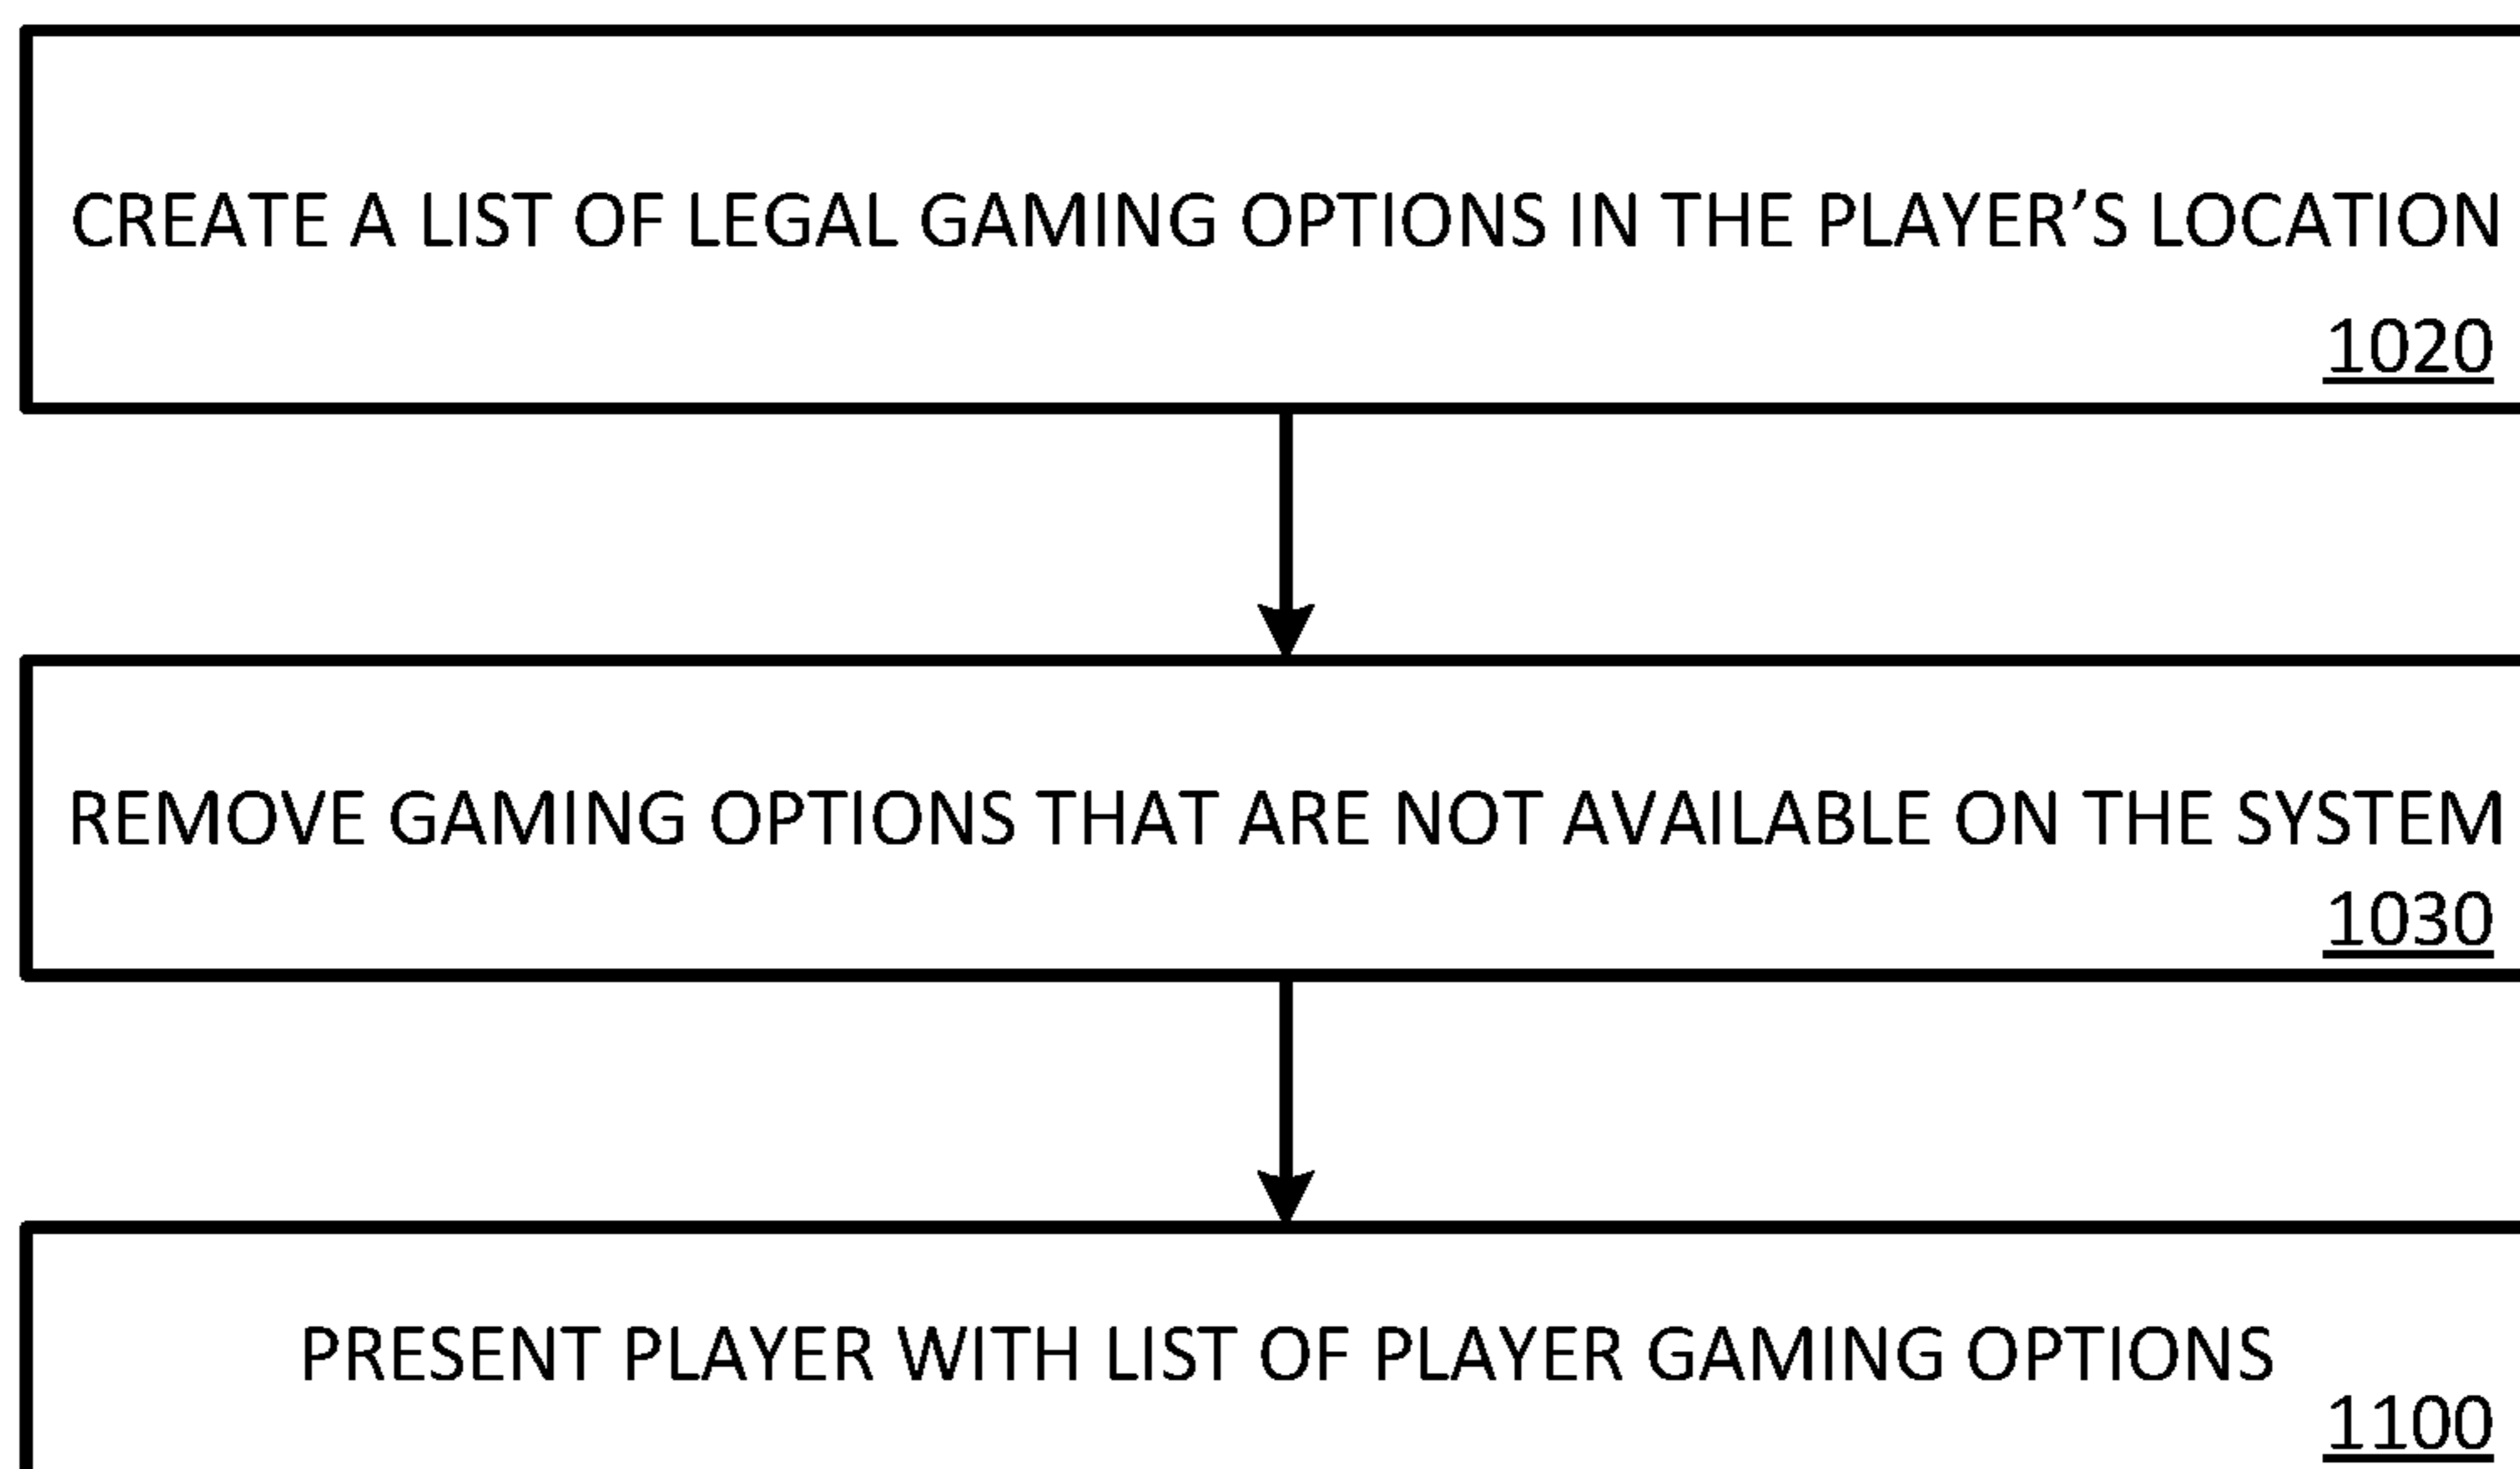 CREATE A LIST OF LEGAL GAMING OPTIONS IN THE PLAYER’S LOCATION
1020
REMOVE GAMING OPTIONS THAT ARE NOT AVAILABLE ON THE SYSTEM
1030
PRESENT PLAYER WITH LIST OF PLAYER GAMING OPTIONS
1100